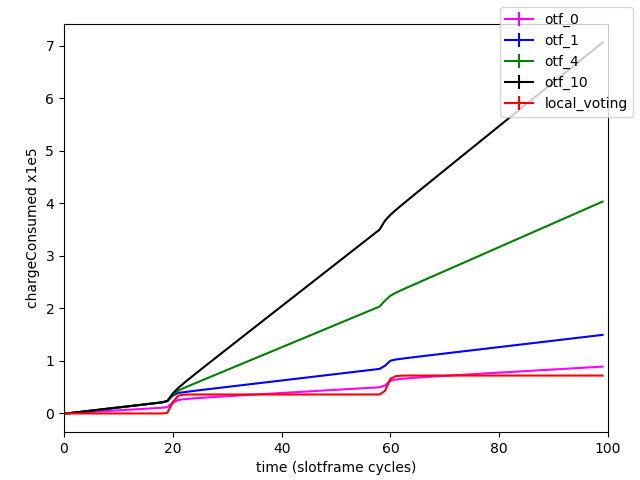 otf_0
otf_1
otf_4
otf_10
local_voting
chargeConsumed x1e5
7
6
5
4
3
2
1
0
0 20 40 60 80 100
time (slotframe cycles)